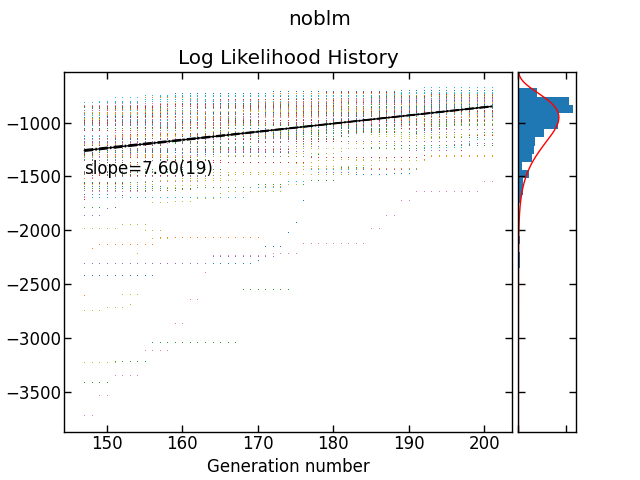 noblm
Log Likelihood History
−1000
−1500
−2000
−2500
−3000
−3500
slope=7.60(19)
150 160 170 180 190 200
Generation number